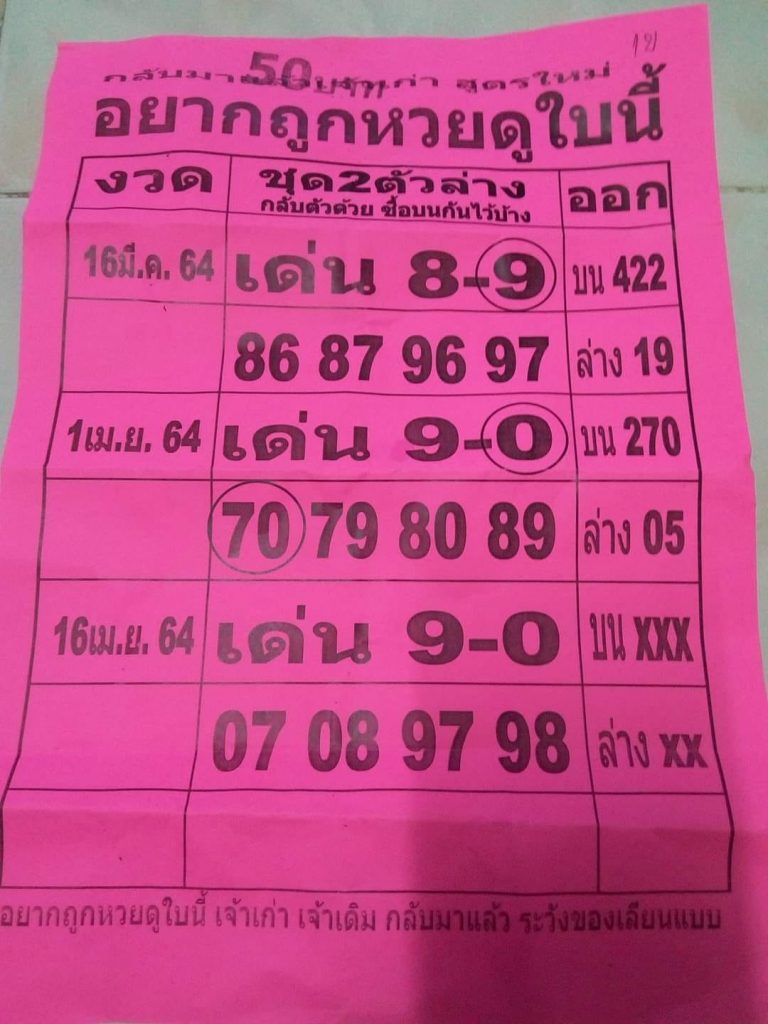 50
กลับมา เก่า สูตรใหม่
อยากถูกหวยดูใบนี้
งวด ชุด2ตัวล่าง ออก
กลับตัวด้วย ซื้อบนกันไว้บ้าง
16มี.ค. 64 เด่น 8-9 บน 422
86 87 96 97 ล่าง 19
1เม.ย. 64 เด่น 9-0 บน 270
70 79 80 89 ล่าง 05
16เม.ย. 64 เด่น 9-0 บน xxx
07 08 97 98 ล่าง xx
อยากถูกหวยดูใบนี้ เจ้าเก่า เจ้าเดิม กลับมาแล้ว ระวังของเลียนแบบ